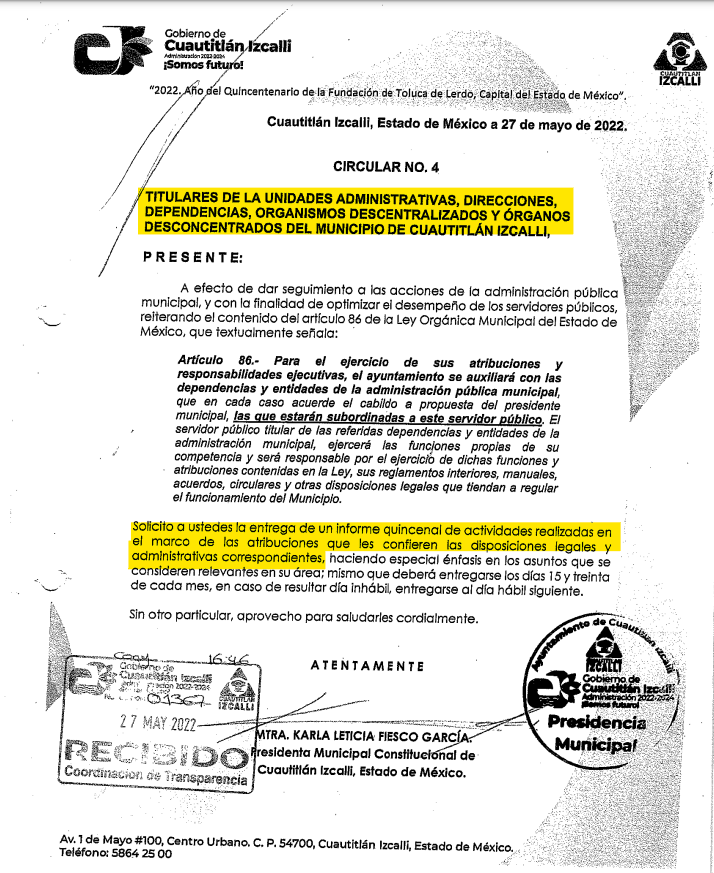 Gobierno de
Cuautitlán Izcalli
Administración 2022-2024
¡Somos futuro!
CUAUTITLÁN
IZCALLI
"2022. Año del Quincentenario de la Fundación de Toluca de Lerdo, Capital del Estado de México".
Cuautitlán Izcalli, Estado de México a 27 de mayo de 2022.
CIRCULAR NO. 4
TITULARES DE LA UNIDADES ADMINISTRATIVAS, DIRECCIONES,
DEPENDENCIAS, ORGANISMOS DESCENTRALIZADOS Y ÓRGANOS
DESCONCENTRADOS DEL MUNICIPIO DE CUAUTITLÁN IZCALLI,
P R E S E N T E:
A efecto de dar seguimiento a las acciones de la administración pública
municipal, y con la finalidad de optimizar el desempeño de los servidores públicos,
reiterando el contenido del artículo 86 de la Ley Orgánica Municipal del Estado de
México, que textualmente señala:
Artículo 86.- Para el ejercicio de sus atribuciones y
responsabilidades ejecutivas, el ayuntamiento se auxiliará con las
dependencias y entidades de la administración pública municipal,
que en cada caso acuerde el cabildo a propuesta del presidente
municipal, las que estarán subordinadas a este servidor público. El
servidor público titular de las referidas dependencias y entidades de la
administración municipal, ejercerá las funciones propias de su
competencia y será responsable por el ejercicio de dichas funciones y
atribuciones contenidas en la Ley, sus reglamentos interiores, manuales,
acuerdos, circulares y otras disposiciones legales que tiendan a regular
el funcionamiento del Municipio.
Solicito a ustedes la entrega de un informe quincenal de actividades realizadas en
el marco de las atribuciones que les confieren las disposiciones legales y
administrativas correspondientes, haciendo especial énfasis en los asuntos que se
consideren relevantes en su área; mismo que deberá entregarse los días 15 y treinta
de cada mes, en caso de resultar día inhábil, entregarse al día hábil siguiente.
Sin otro particular, aprovecho para saludarles cordialmente.
16:46
Gobierno de
Cuautitlán Izcalli
Administración 2022-2024
01367
CUAUTITLÁN
IZCALLI
27 MAY 2022
RECIBIDO
Coordinacion de Transparencia
A T E N T A M E N T E
MTRA. KARLA LETICIA FIESCO GARCÍA.
Presidenta Municipal Constitucional de
Cuautitlán Izcalli, Estado de México.
Ayuntamiento de Cuautitlán Izcalli
IZCALLI
Gobierno de
Cuautitlán Izcalli
Administración 2022-2024
¡Somos futuro!
Presidencia
Municipal
Av. 1 de Mayo #100, Centro Urbano. C. P. 54700, Cuautitlán Izcalli, Estado de México.
Teléfono: 5864 25 00